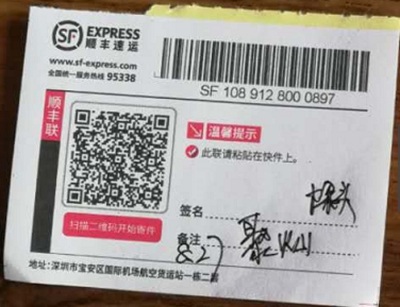 SF EXPRESS
顺丰速运
www.sf-express.com
全国统一服务热线 95338
SF 108 912 800 0897
顺丰联
温馨提示
此联请粘贴在快件上。
扫描二维码开始寄件
签名
备注
827
地址:深圳市宝安区国际机场航空货运站一栋二层